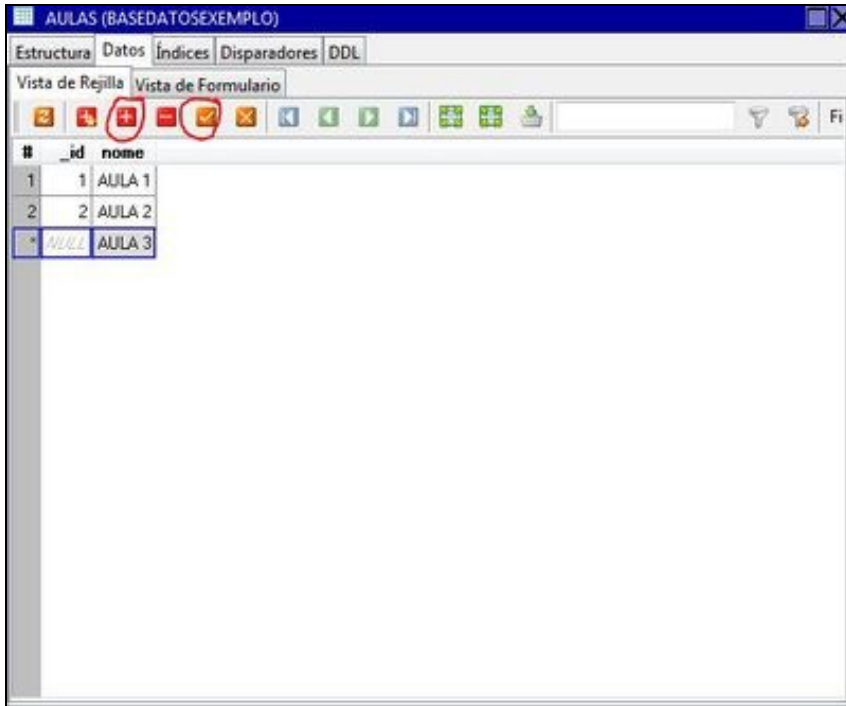 AULAS (BASEDATOSEXEMPLO)
Estructura Datos Índices Disparadores DDL
Vista de Rejilla Vista de Formulario
Fi
# _id nome
1 1 AULA 1
2 2 AULA 2
* NULL AULA 3